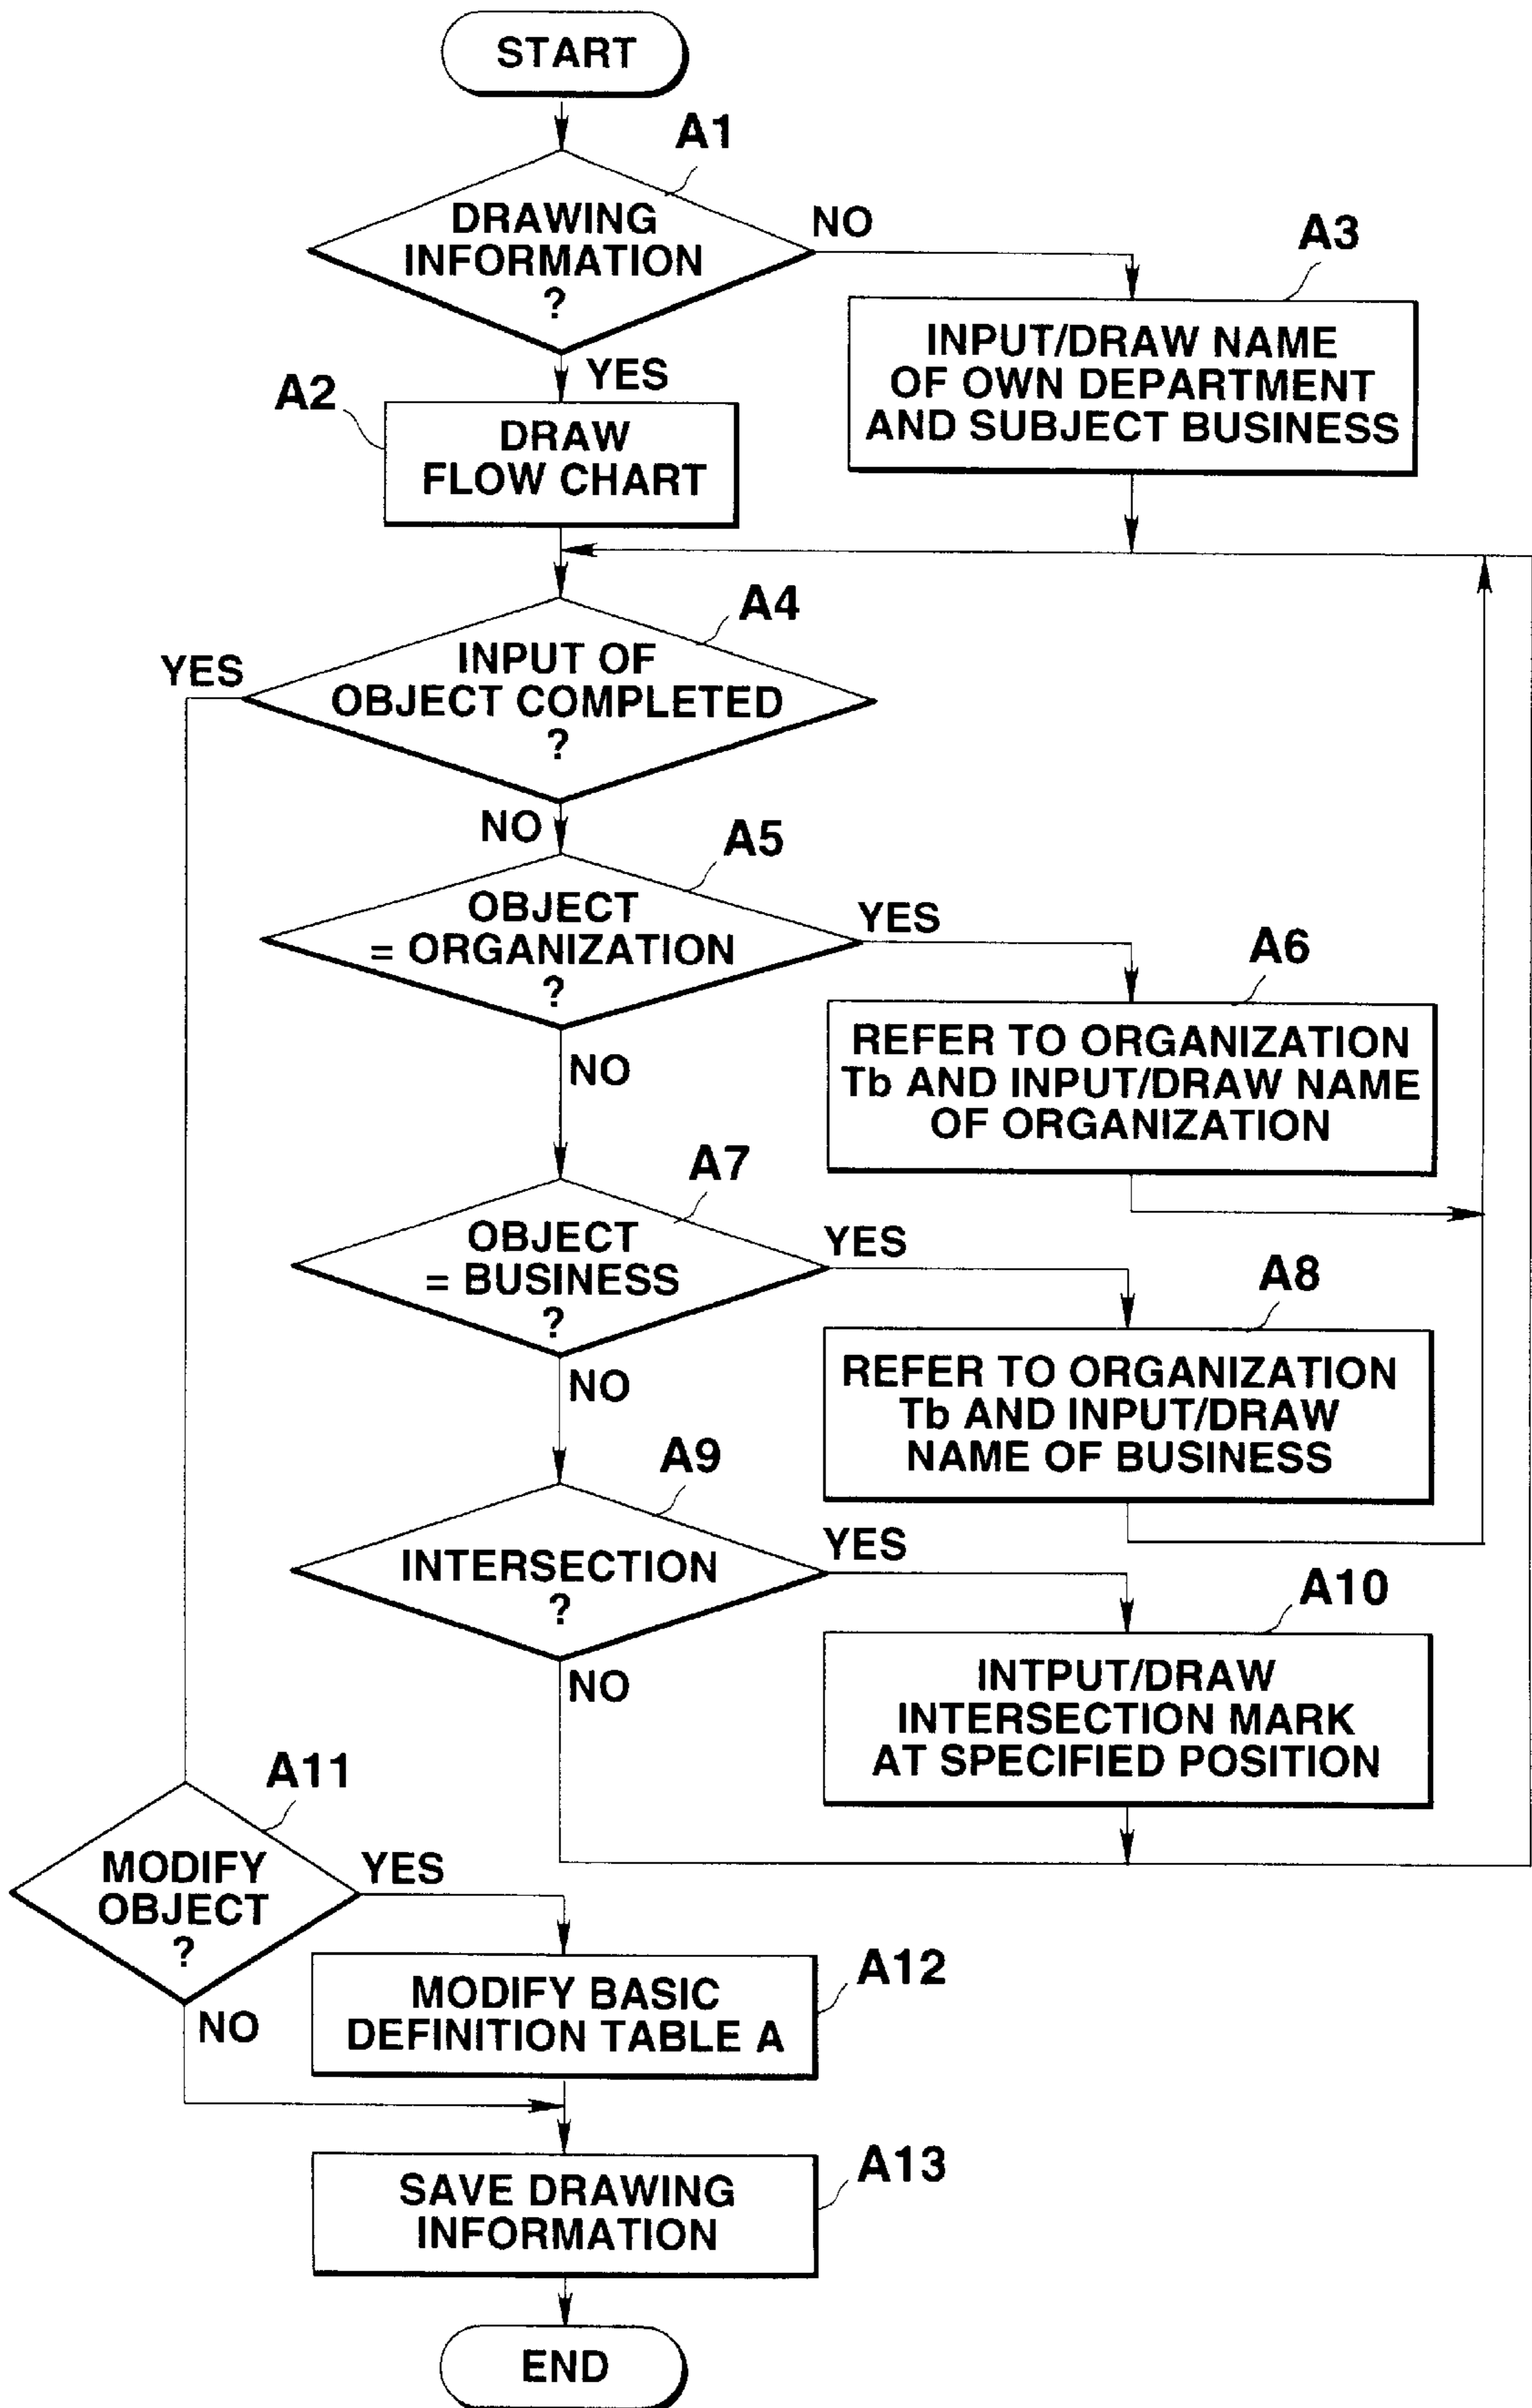 START
A1
DRAWING
INFORMATION
?
NO
A3
INPUT/DRAW NAME
OF OWN DEPARTMENT
AND SUBJECT BUSINESS
YES
A2
DRAW
FLOW CHART
A4
INPUT OF
OBJECT COMPLETED
?
YES
NO
A5
OBJECT
= ORGANIZATION
?
YES
A6
REFER TO ORGANIZATION
Tb AND INPUT/DRAW NAME
OF ORGANIZATION
NO
A7
OBJECT
= BUSINESS
?
YES
A8
REFER TO ORGANIZATION
Tb AND INPUT/DRAW
NAME OF BUSINESS
NO
A9
INTERSECTION
?
YES
A10
INTPUT/DRAW
INTERSECTION MARK
AT SPECIFIED POSITION
NO
A11
MODIFY
OBJECT
?
YES
A12
MODIFY BASIC
DEFINITION TABLE A
NO
A13
SAVE DRAWING
INFORMATION
END